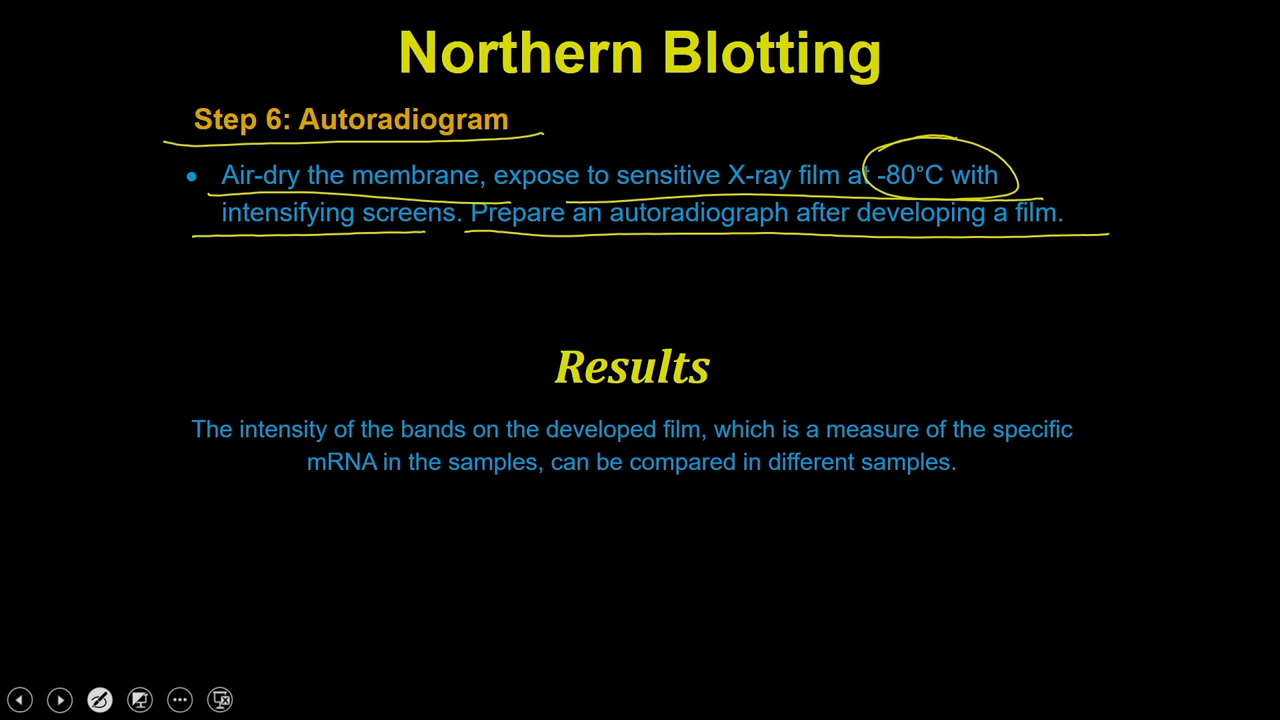 Northern Blotting
Step 6: Autoradiogram
• Air-dry the membrane, expose to sensitive X-ray film at -80°C with
intensifying screens. Prepare an autoradiograph after developing a film.
Results
The intensity of the bands on the developed film, which is a measure of the specific
mRNA in the samples, can be compared in different samples.